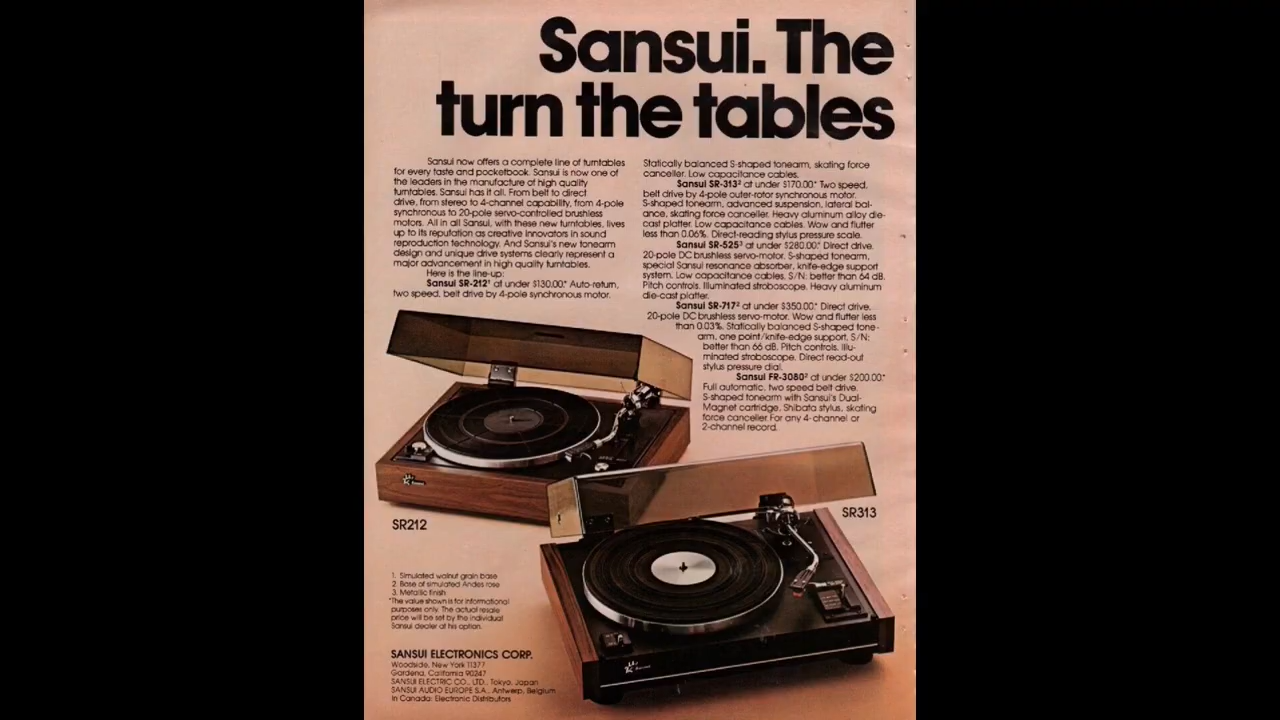 Sansui. The
turn the tables
Sansui now offers a complete line of turntables
for every taste and pocketbook. Sansui is now one of
the leaders in the manufacture of high quality
turntables. Sansui has it all. From belt to direct
drive, from stereo to 4-channel capability, from 4-pole
synchronous to 20-pole servo-controlled brushless
motors. All in all Sansui, with these new turntables, lives
up to its reputation as creative innovators in sound
reproduction technology. And Sansui's new tonearm
design and unique drive systems clearly represent a
major advancement in high quality turntables.
Here is the line-up:
Sansui SR-212¹ at under $130.00.* Auto-return,
two speed, belt drive by 4-pole synchronous motor.
Statically balanced S-shaped tonearm, skating force
canceller. Low capacitance cables.
Sansui SR-313² at under $170.00.* Two speed,
belt drive by 4-pole outer-rotor synchronous motor.
S-shaped tonearm, advanced suspension, lateral bal-
ance, skating force canceller. Heavy aluminum alloy die-
cast platter. Low capacitance cables. Wow and flutter
less than 0.06%. Direct-reading stylus pressure scale.
Sansui SR-525³ at under $280.00.* Direct drive.
20-pole DC brushless servo-motor. S-shaped tonearm,
special Sansui resonance absorber, knife-edge support
system. Low capacitance cables. S/N: better than 64 dB.
Pitch controls. Illuminated stroboscope. Heavy aluminum
die-cast platter.
Sansui SR-717² at under $350.00.* Direct drive.
20-pole DC brushless servo-motor. Wow and flutter less
than 0.03%. Statically balanced S-shaped tone-
arm, one point/knife-edge support. S/N:
better than 66 dB. Pitch controls. Illu-
minated stroboscope. Direct read-out
stylus pressure dial.
Sansui FR-3080² at under $200.00.*
Full automatic, two speed belt drive.
S-shaped tonearm with Sansui's Dual-
Magnet cartridge, Shibata stylus, skating
force canceller. For any 4-channel or
2-channel record.
SR212
SR313
1. Simulated walnut grain base
2. Base of simulated Andes rose
3. Metallic finish
*The value shown is for informational
purposes only. The actual resale
price will be set by the individual
Sansui dealer at his option.
SANSUI ELECTRONICS CORP.
Woodside, New York 11377
Gardena, California 90247
SANSUI ELECTRIC CO., LTD., Tokyo, Japan
SANSUI AUDIO EUROPE S.A., Antwerp, Belgium
In Canada: Electronic Distributors